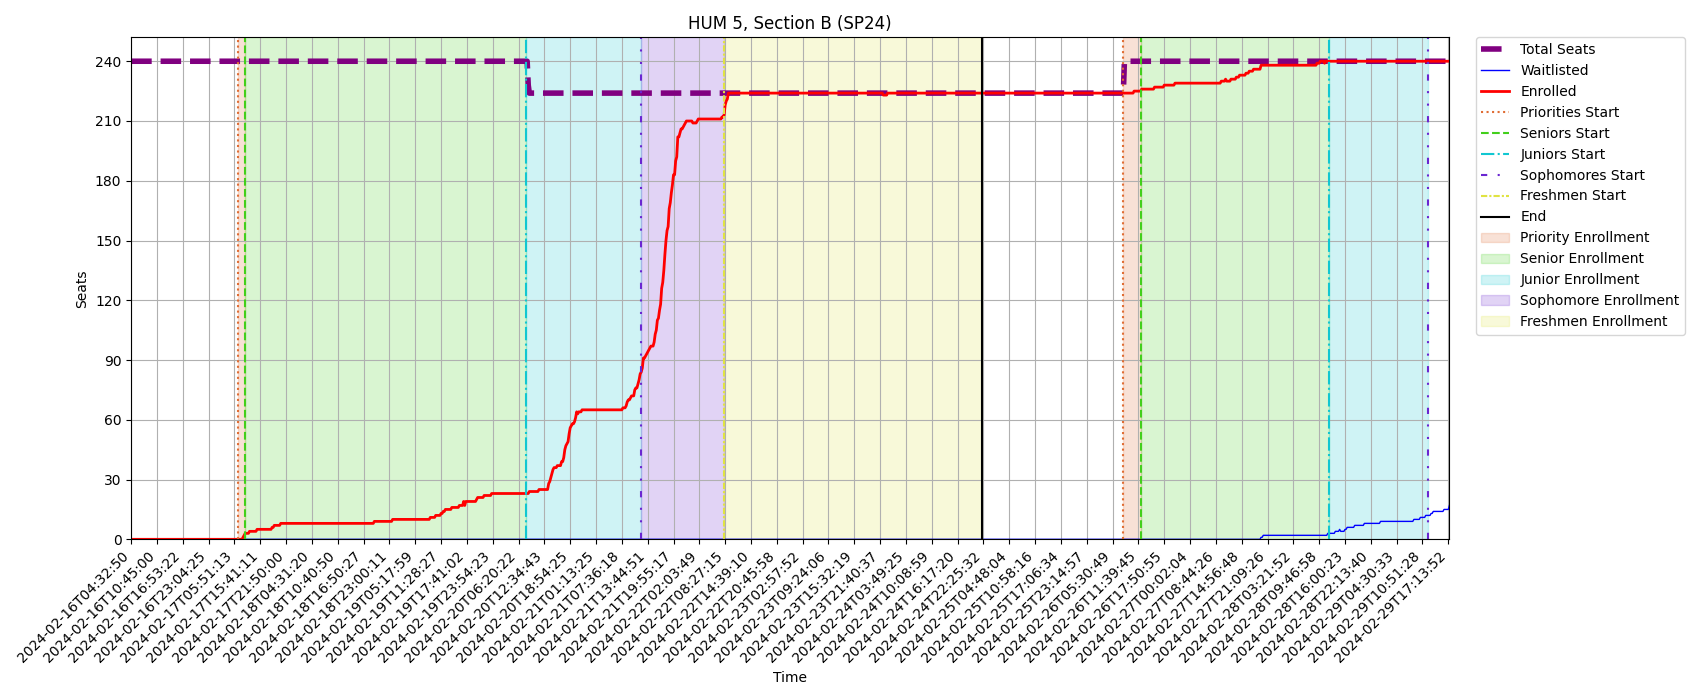 HUM 5, Section B (SP24)
Seats
240
210
180
150
120
90
60
30
0
2024-02-16T04:32:50
2024-02-16T10:45:00
2024-02-16T16:53:22
2024-02-16T23:04:25
2024-02-17T05:51:13
2024-02-17T15:41:11
2024-02-17T21:50:00
2024-02-18T04:31:20
2024-02-18T10:40:50
2024-02-18T16:50:27
2024-02-18T23:00:11
2024-02-19T05:17:59
2024-02-19T11:28:27
2024-02-19T17:41:02
2024-02-19T23:54:23
2024-02-20T06:20:22
2024-02-20T12:34:43
2024-02-20T18:54:25
2024-02-21T01:13:25
2024-02-21T07:36:18
2024-02-21T13:44:51
2024-02-21T19:55:17
2024-02-22T02:03:49
2024-02-22T08:27:15
2024-02-22T14:39:10
2024-02-22T20:45:58
2024-02-23T03:57:52
2024-02-23T09:24:06
2024-02-23T15:32:19
2024-02-23T21:40:37
2024-02-24T03:49:25
2024-02-24T10:08:59
2024-02-24T16:17:20
2024-02-24T22:25:32
2024-02-25T04:48:04
2024-02-25T10:58:16
2024-02-25T17:06:34
2024-02-25T23:14:57
2024-02-26T05:30:49
2024-02-26T11:39:45
2024-02-26T17:50:55
2024-02-27T00:02:04
2024-02-27T08:44:26
2024-02-27T14:56:48
2024-02-27T21:09:26
2024-02-28T03:21:52
2024-02-28T09:46:58
2024-02-28T16:00:23
2024-02-28T22:13:40
2024-02-29T04:30:33
2024-02-29T10:51:28
2024-02-29T17:13:52
Time
Total Seats
Waitlisted
Enrolled
Priorities Start
Seniors Start
Juniors Start
Sophomores Start
Freshmen Start
End
Priority Enrollment
Senior Enrollment
Junior Enrollment
Sophomore Enrollment
Freshmen Enrollment